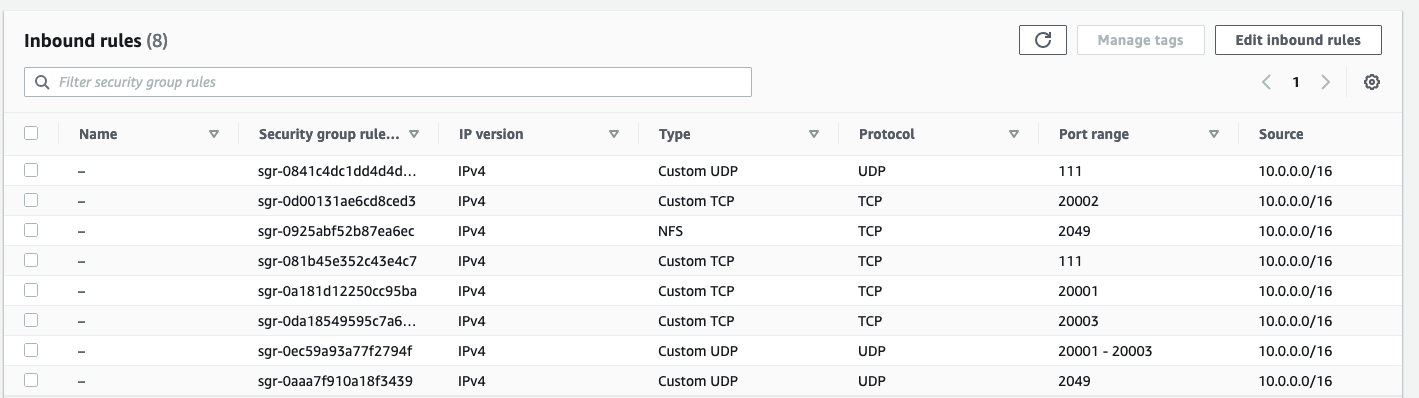 Inbound rules (8)
Manage tags
Edit inbound rules
Filter security group rules
1
Name Security group rule... IP version Type Protocol Port range Source
– sgr-0841c4dc1dd4d4d... IPv4 Custom UDP UDP 111 10.0.0.0/16
– sgr-0d00131ae6cd8ced3 IPv4 Custom TCP TCP 20002 10.0.0.0/16
– sgr-0925abf52b87ea6ec IPv4 NFS TCP 2049 10.0.0.0/16
– sgr-081b45e352c43e4c7 IPv4 Custom TCP TCP 111 10.0.0.0/16
– sgr-0a181d12250cc95ba IPv4 Custom TCP TCP 20001 10.0.0.0/16
– sgr-0da18549595c7a6... IPv4 Custom TCP TCP 20003 10.0.0.0/16
– sgr-0ec59a93a77f2794f IPv4 Custom UDP UDP 20001 - 20003 10.0.0.0/16
– sgr-0aaa7f910a18f3439 IPv4 Custom UDP UDP 2049 10.0.0.0/16